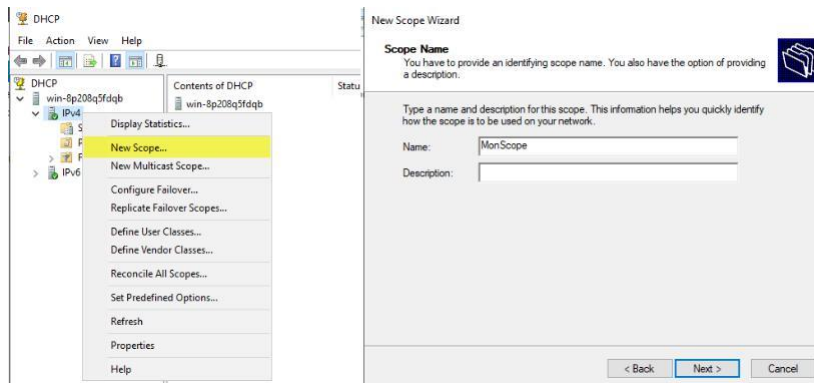 DHCP
File Action View Help
DHCP
win-8p208q5fdqb
IPv4
IPv6
Contents of DHCP
Statu
win-8p208q5fdqb
Display Statistics...
New Scope...
New Multicast Scope...
Configure Failover...
Replicate Failover Scopes...
Define User Classes...
Define Vendor Classes...
Reconcile All Scopes...
Set Predefined Options...
Refresh
Properties
Help
New Scope Wizard
Scope Name
You have to provide an identifying scope name. You also have the option of providing
a description.
Type a name and description for this scope. This information helps you quickly identify
how the scope is to be used on your network.
Name: MonScope
Description:
< Back Next > Cancel